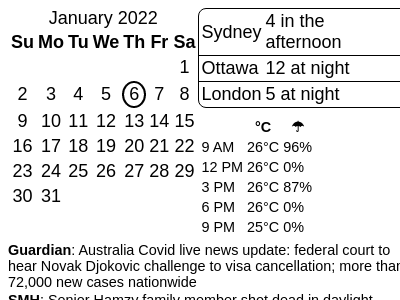 January 2022
Su Mo Tu We Th Fr Sa
1
2 3 4 5 6 7 8
9 10 11 12 13 14 15
16 17 18 19 20 21 22
23 24 25 26 27 28 29
30 31
Sydney 4 in the
afternoon
Ottawa 12 at night
London 5 at night
°C ☂
9 AM 26°C 96%
12 PM 26°C 0%
3 PM 26°C 87%
6 PM 26°C 0%
9 PM 25°C 0%
Guardian: Australia Covid live news update: federal court to
hear Novak Djokovic challenge to visa cancellation; more than
72,000 new cases nationwide
SMH: Senior Hamzy family member shot dead in daylight